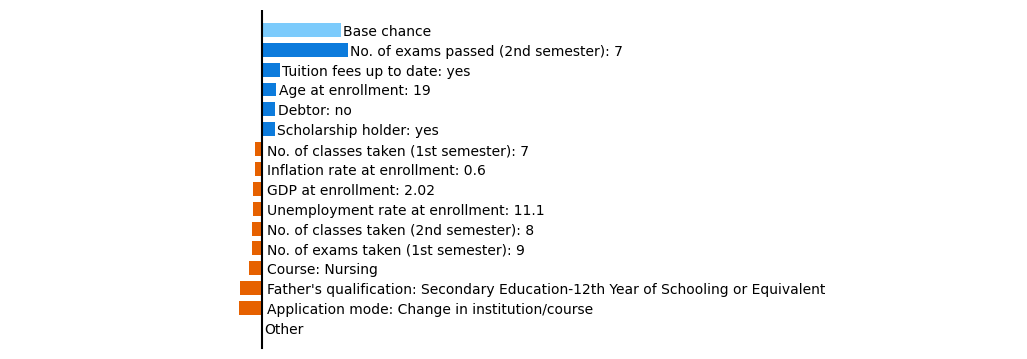 Base chance
No. of exams passed (2nd semester): 7
Tuition fees up to date: yes
Age at enrollment: 19
Debtor: no
Scholarship holder: yes
No. of classes taken (1st semester): 7
Inflation rate at enrollment: 0.6
GDP at enrollment: 2.02
Unemployment rate at enrollment: 11.1
No. of classes taken (2nd semester): 8
No. of exams taken (1st semester): 9
Course: Nursing
Father's qualification: Secondary Education-12th Year of Schooling or Equivalent
Application mode: Change in institution/course
Other